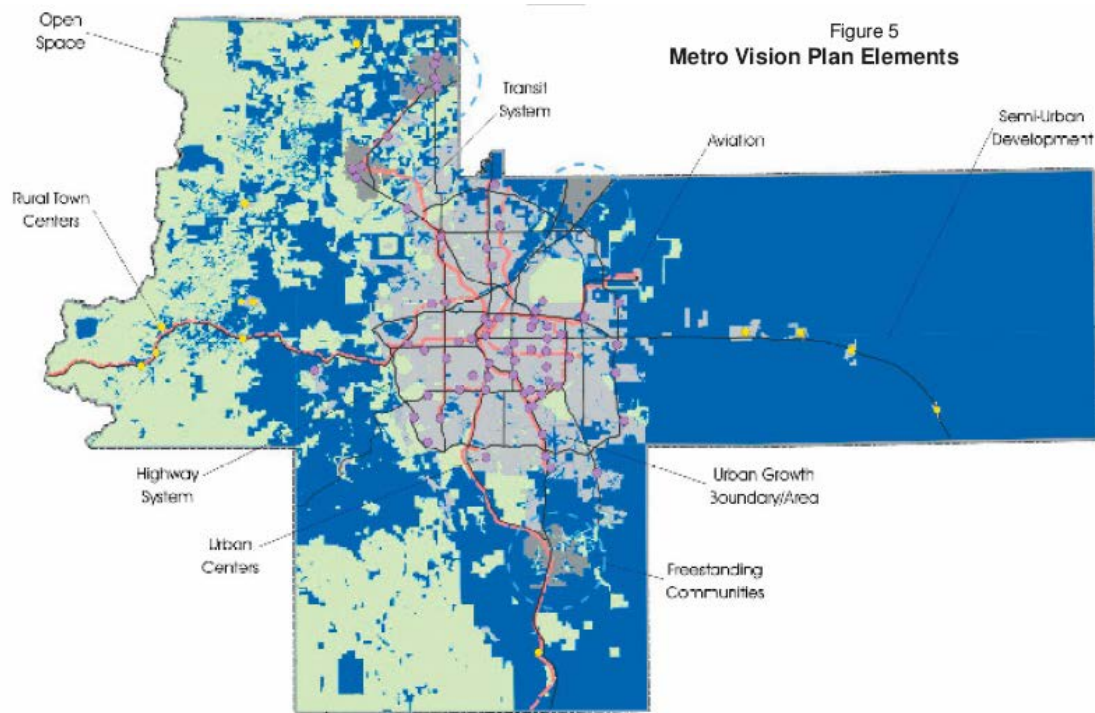 Figure 5
Metro Vision Plan Elements
Open
Space
Transit
System
Aviation
Semi-Urban
Development
Rural Town
Centers
Highway
System
Urban
Centers
Urban Growth
Boundary/Area
Freestanding
Communities